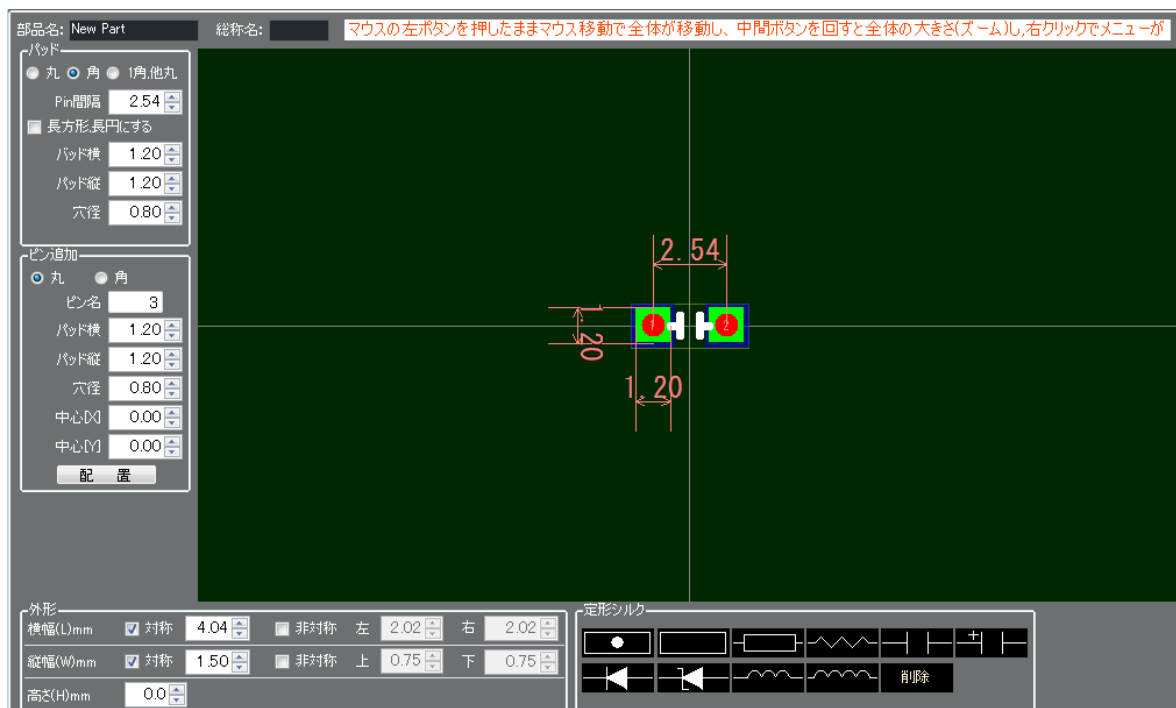 部品名: New Part 総称名: マウスの左ボタンを押したままマウス移動で全体が移動し、中間ボタンを回すと全体の大きさ(ズーム)し,右クリックでメニューが
パッド
丸 角 1角,他丸
Pin間隔 2.54
長方形,長円にする
パッド横 1.20
パッド縦 1.20
穴径 0.80
ピン追加
丸 角
ピン名 3
パッド横 1.20
パッド縦 1.20
穴径 0.80
中心[X] 0.00
中心[Y] 0.00
配 置
2.54
1.20
1 2
1.20
外形
横幅(L)mm 対称 4.04 非対称 左 2.02 右 2.02
縦幅(W)mm 対称 1.50 非対称 上 0.75 下 0.75
高さ(H)mm 0.0
定形シルク
+
削除